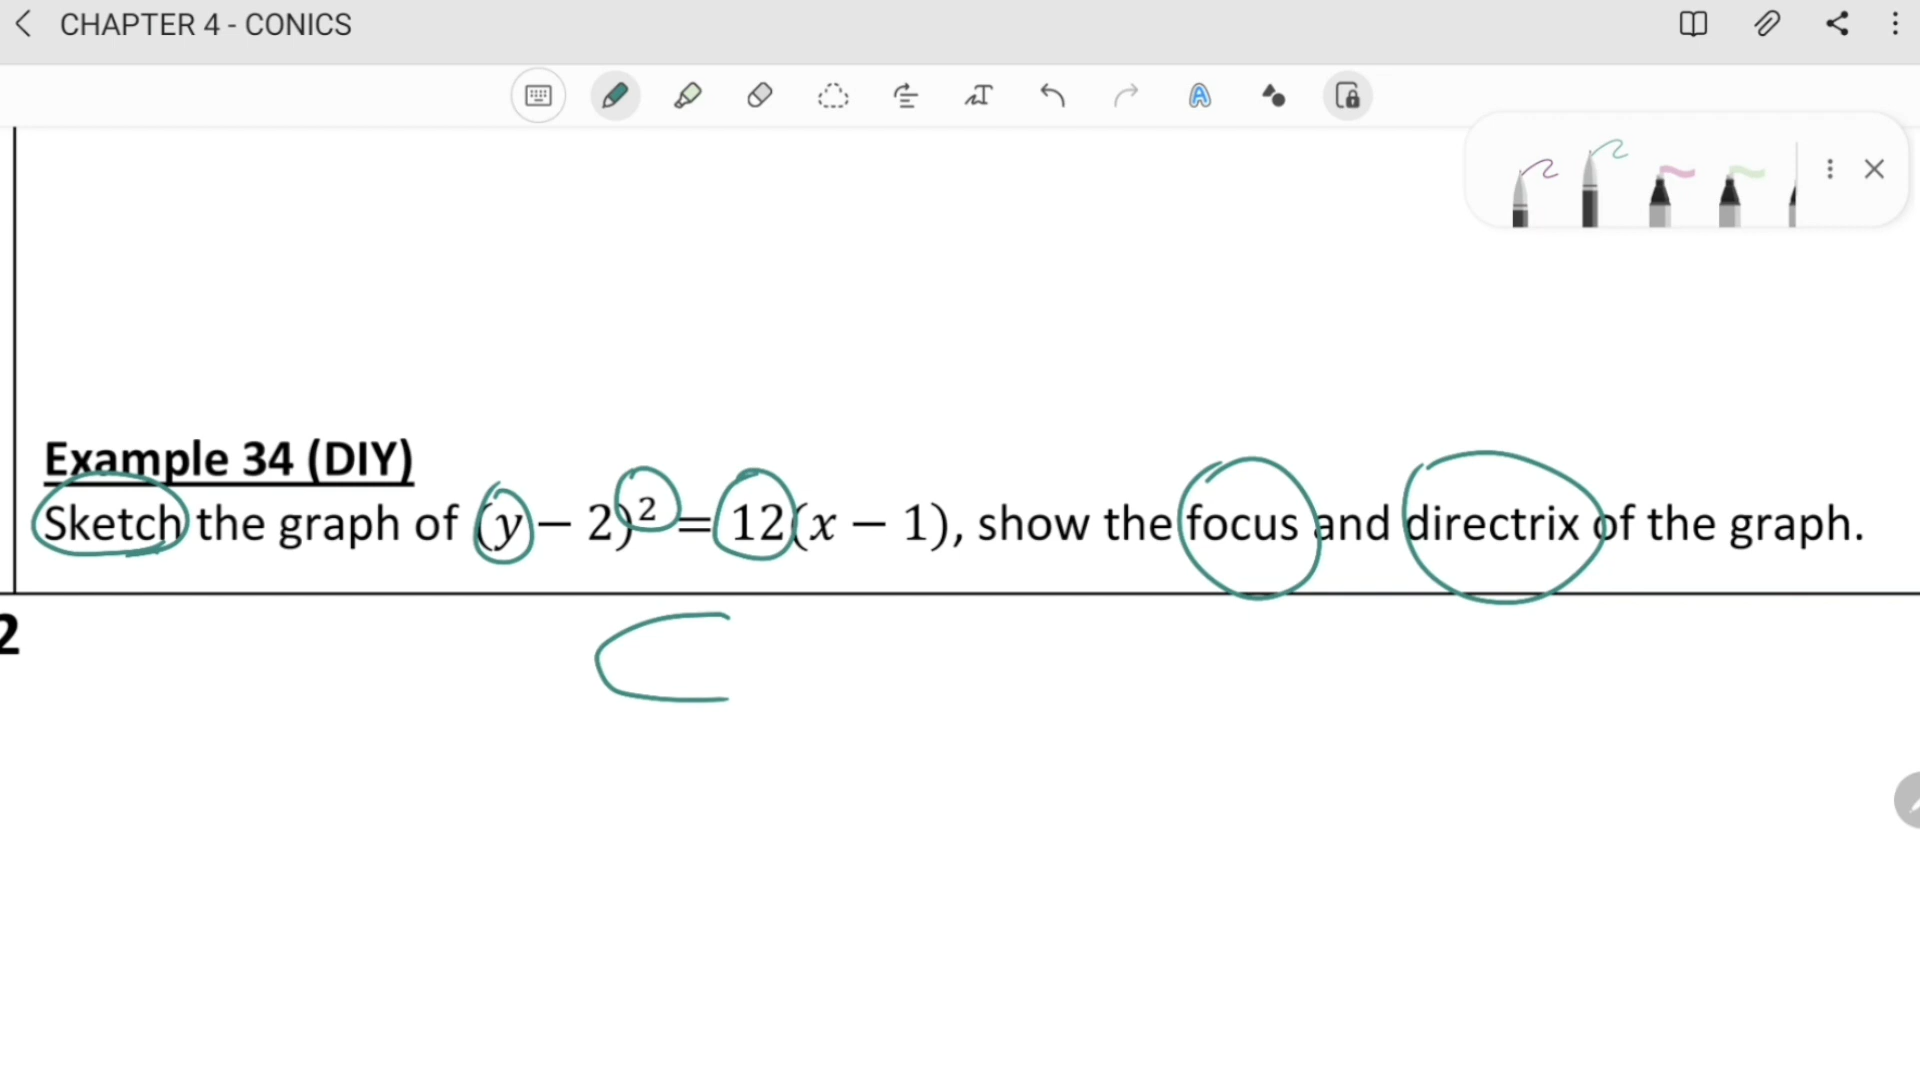 CHAPTER 4 - CONICS
Example 34 (DIY)
Sketch the graph of (y − 2)² = 12(x − 1), show the focus and directrix of the graph.
2